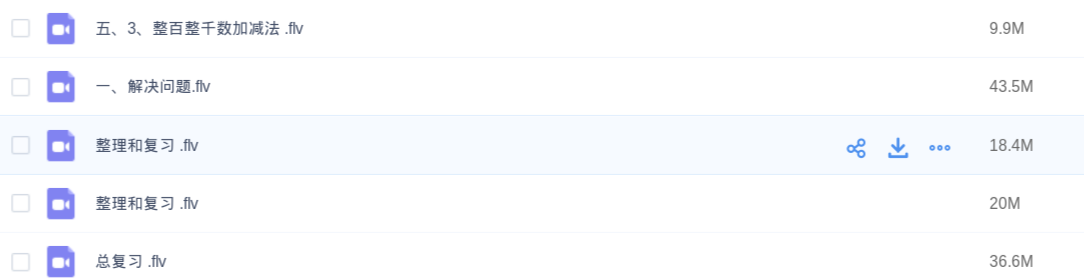 五、3、整百整千数加减法 .flv 9.9M
一、解决问题.flv 43.5M
整理和复习 .flv 18.4M
整理和复习 .flv 20M
总复习 .flv 36.6M